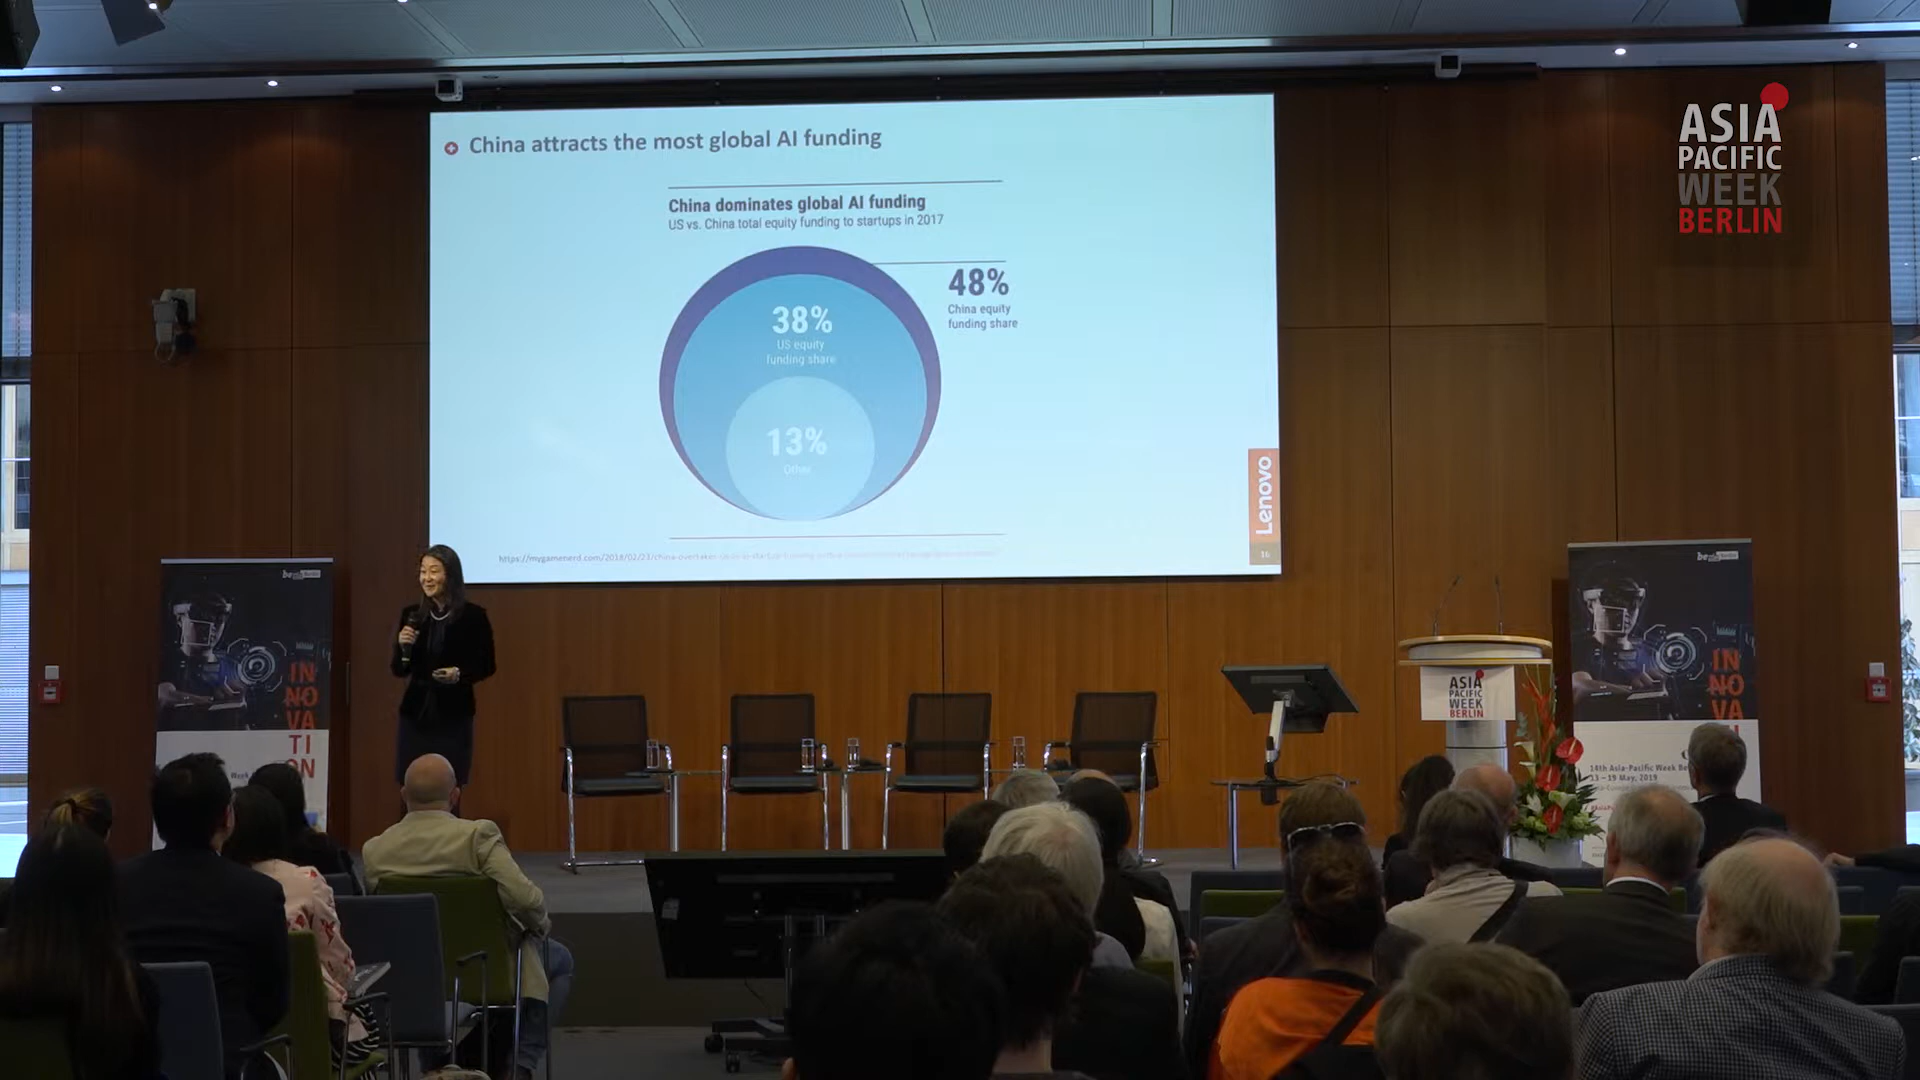 ASIA
PACIFIC
WEEK
BERLIN
China attracts the most global AI funding
China dominates global AI funding
US vs. China total equity funding to startups in 2017
48%
China equity
funding share
38%
US equity
funding share
13%
Other
Lenovo
16
IN
NO
VA
TI
ON
ASIA
PACIFIC
WEEK
BERLIN
IN
NO
VA
14th Asia-Pacific Week
13 – 19 May, 2019